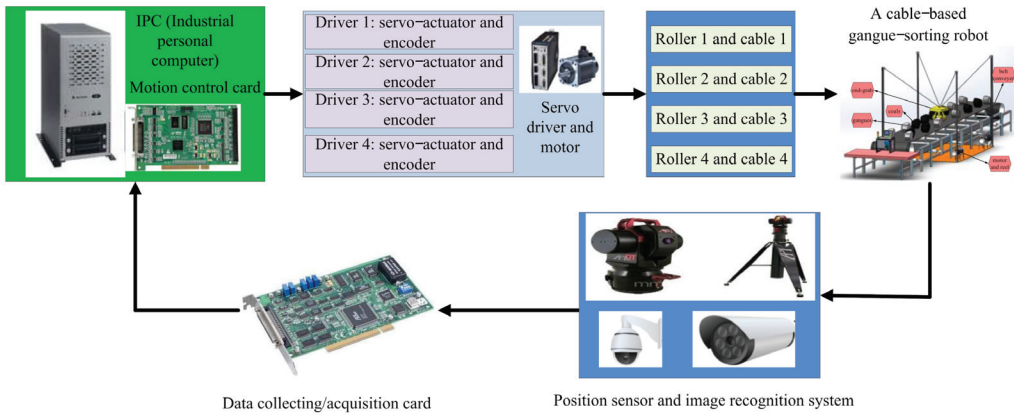 IPC (Industrial
personal
computer)
Motion control card
Driver 1: servo-actuator and
encoder
Driver 2: servo-actuator and
encoder
Driver 3: servo-actuator and
encoder
Driver 4: servo-actuator and
encoder
Servo
driver and
motor
Roller 1 and cable 1
Roller 2 and cable 2
Roller 3 and cable 3
Roller 4 and cable 4
A cable-based
gangue-sorting robot
belt
conveyor
end-grab
coals
gangues
motor
and reel
Data collecting/acquisition card
Position sensor and image recognition system